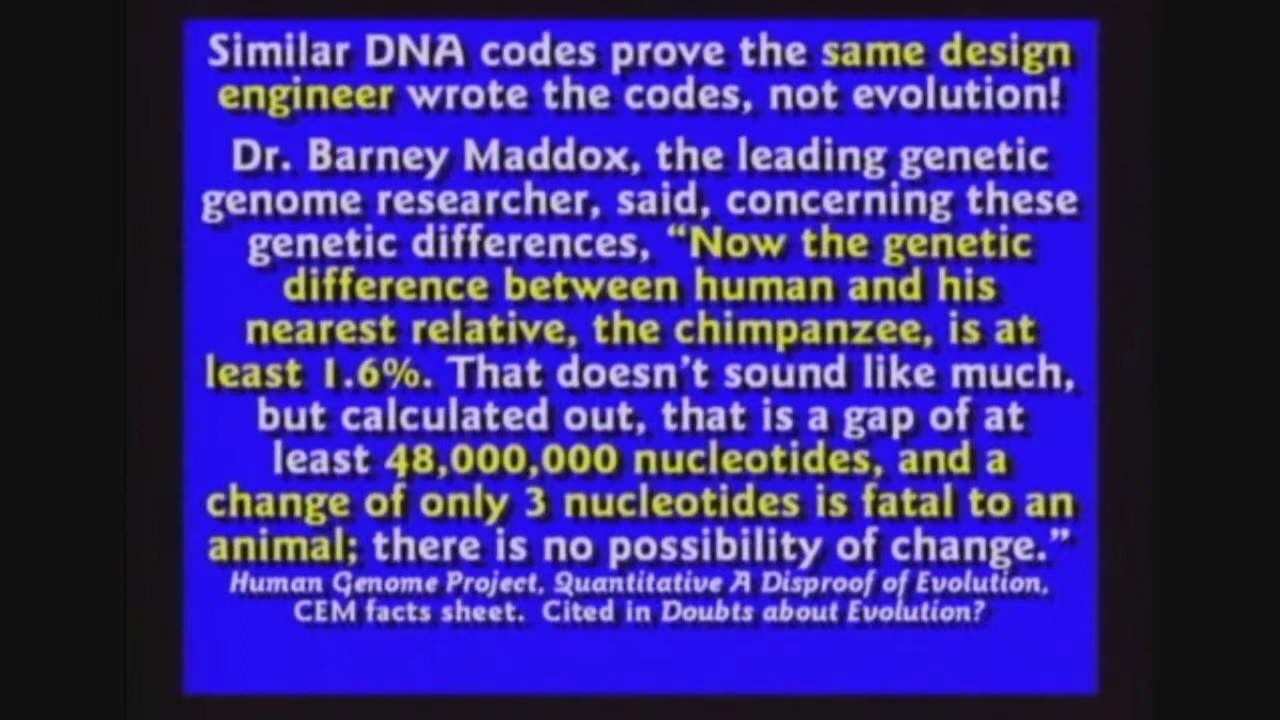 Similar DNA codes prove the same design
engineer wrote the codes, not evolution!
Dr. Barney Maddox, the leading genetic
genome researcher, said, concerning these
genetic differences, “Now the genetic
difference between human and his
nearest relative, the chimpanzee, is at
least 1.6%. That doesn’t sound like much,
but calculated out, that is a gap of at
least 48,000,000 nucleotides, and a
change of only 3 nucleotides is fatal to an
animal; there is no possibility of change.”
Human Genome Project, Quantitative A Disproof of Evolution,
CEM facts sheet. Cited in Doubts about Evolution?